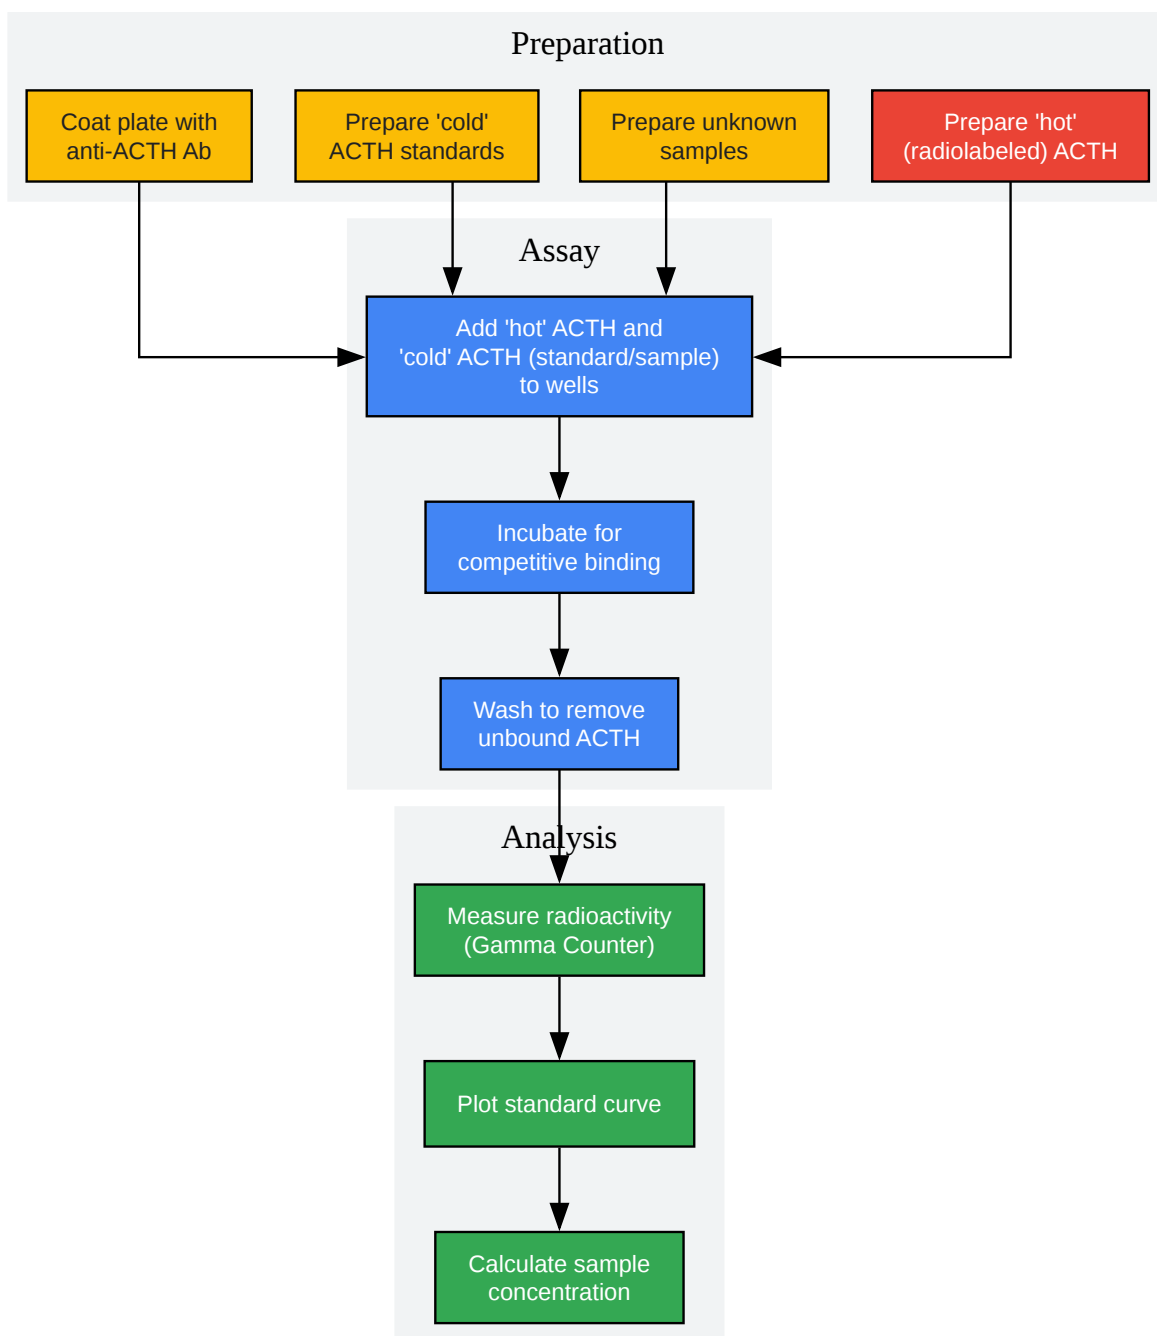 Preparation
Coat plate with
anti-ACTH Ab
Prepare 'cold'
ACTH standards
Prepare unknown
samples
Prepare 'hot'
(radiolabeled) ACTH
Assay
Add 'hot' ACTH and
'cold' ACTH (standard/sample)
to wells
Incubate for
competitive binding
Wash to remove
unbound ACTH
Analysis
Measure radioactivity
(Gamma Counter)
Plot standard curve
Calculate sample
concentration